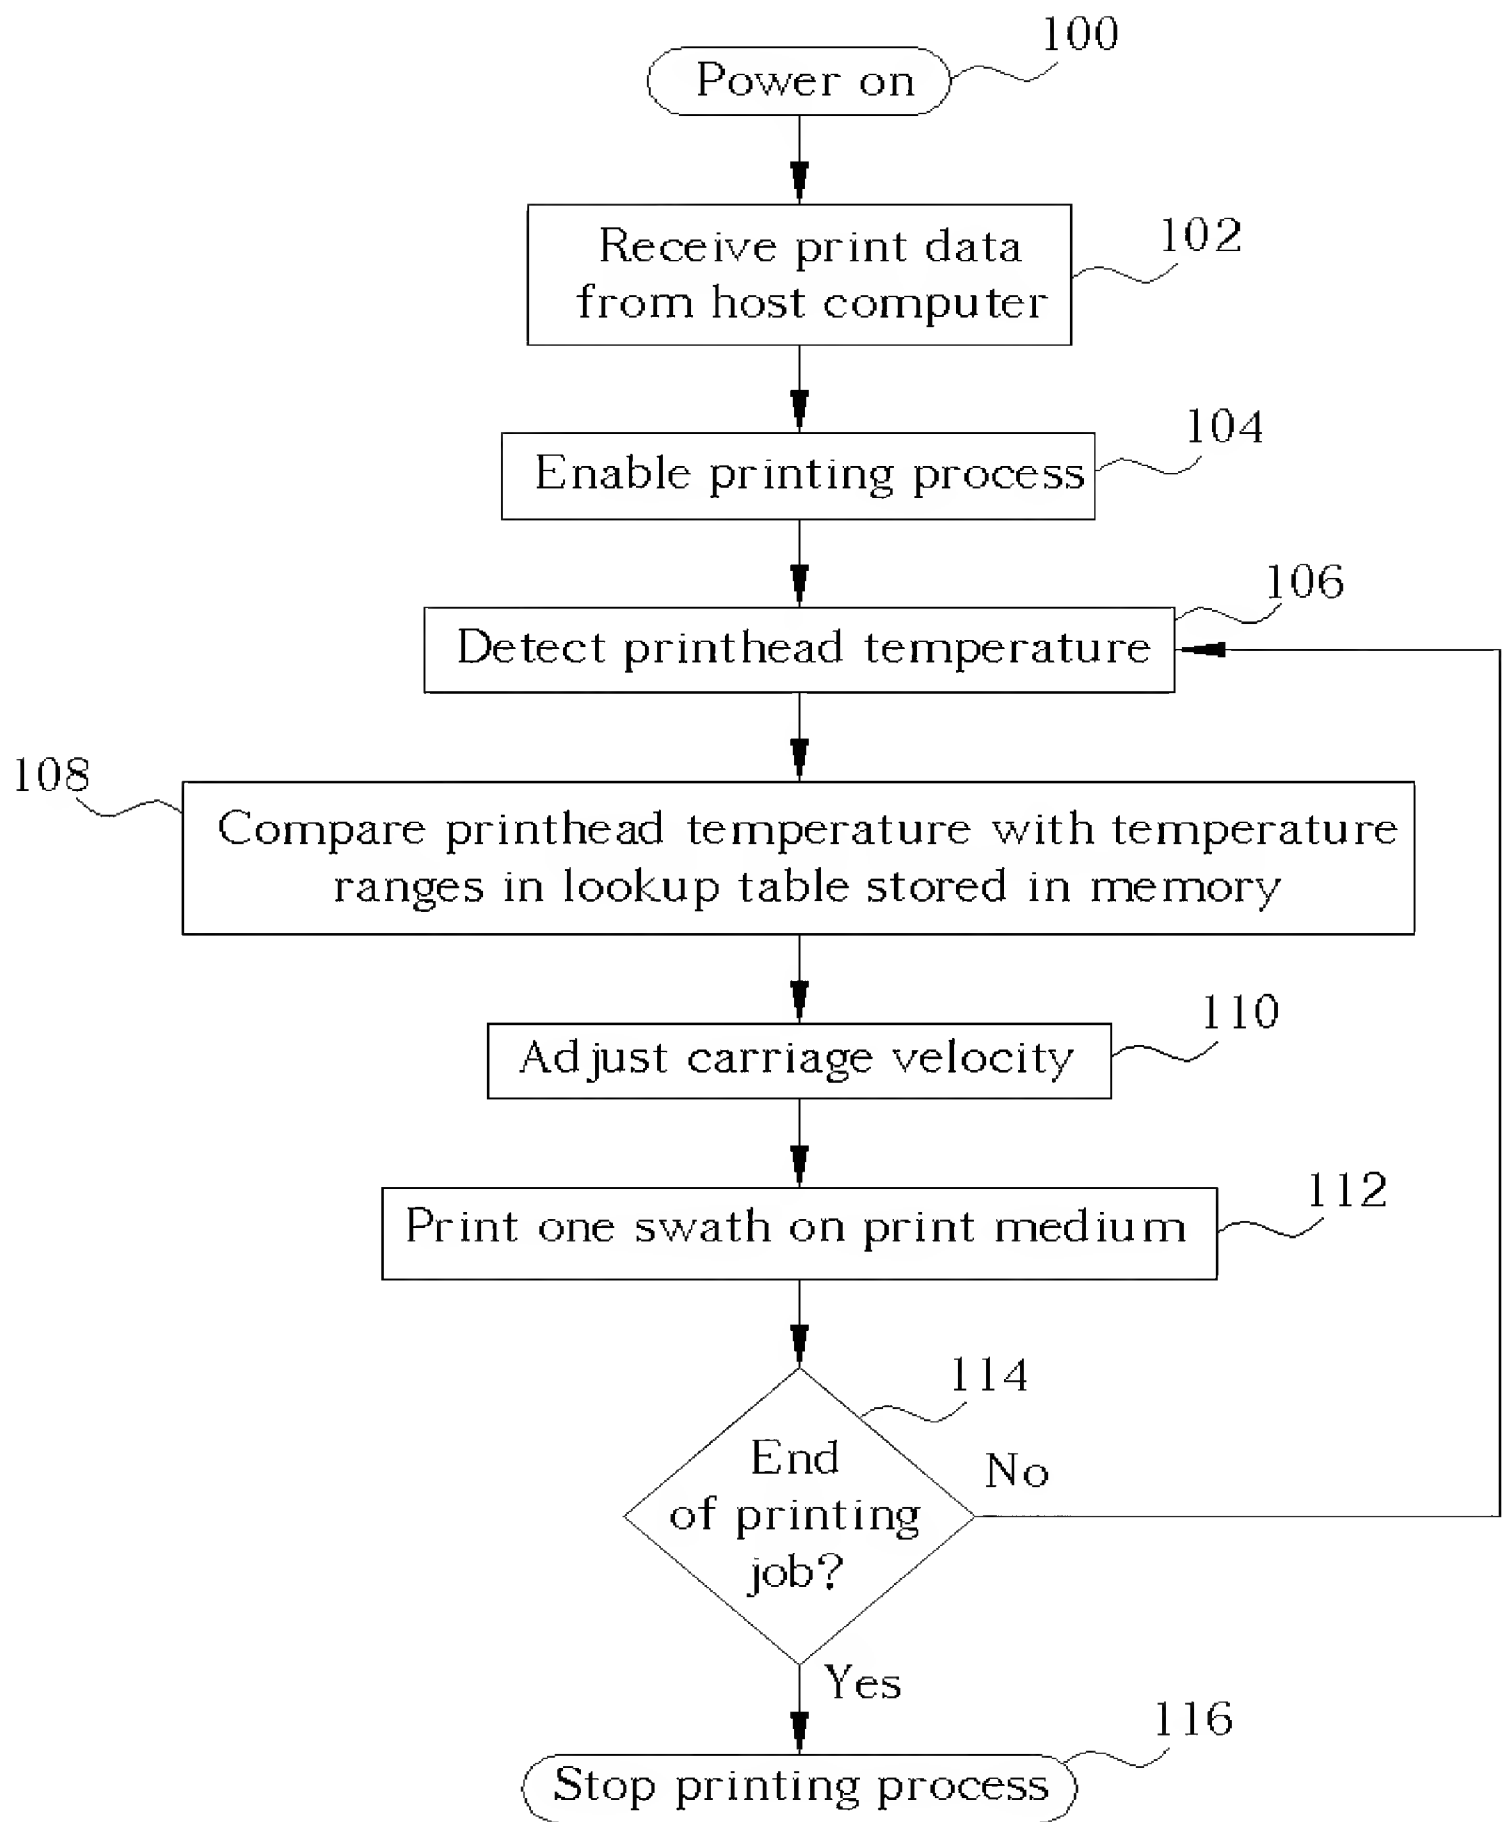 100
Power on
102
Receive print data
from host computer
104
Enable printing process
106
Detect printhead temperature
108
Compare printhead temperature with temperature
ranges in lookup table stored in memory
110
Adjust carriage velocity
112
Print one swath on print medium
114
End
of printing
job?
No
Yes
116
Stop printing process